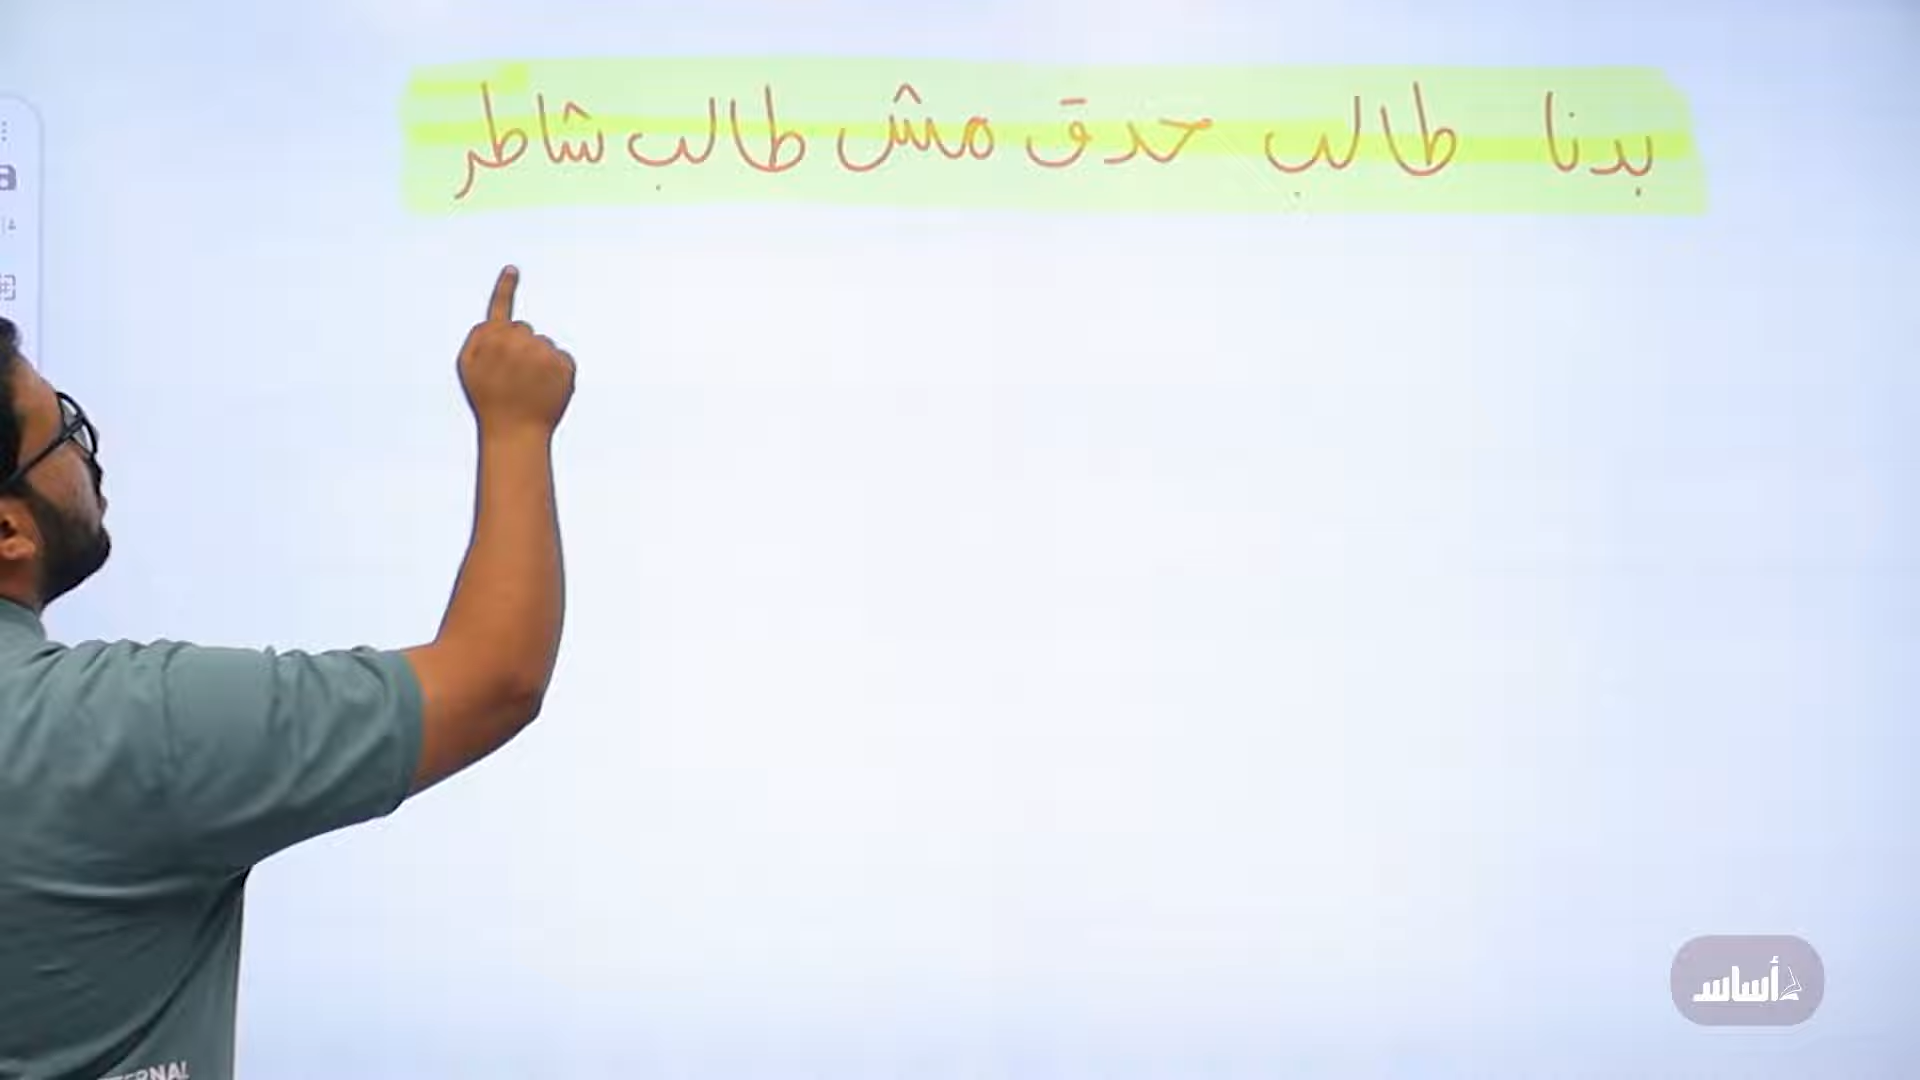 بدنا طالب حدق مش طالب شاطر
أساس